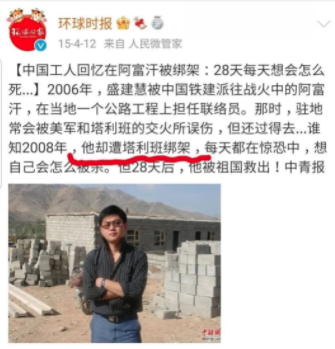 环球时报
15-4-12 来自 人民微管家
【中国工人回忆在阿富汗被绑架：28天每天想会怎么
死...】2006年，盛建慧被中国铁建派往战火中的阿富
汗，在当地一个公路工程上担任联络员。那时，驻地
常会被美军和塔利班的交火所误伤，但还过得去...谁
知2008年，他却遭塔利班绑架，每天都在惊恐中，想
自己会怎么被杀。但28天后，他被祖国救出！中青报